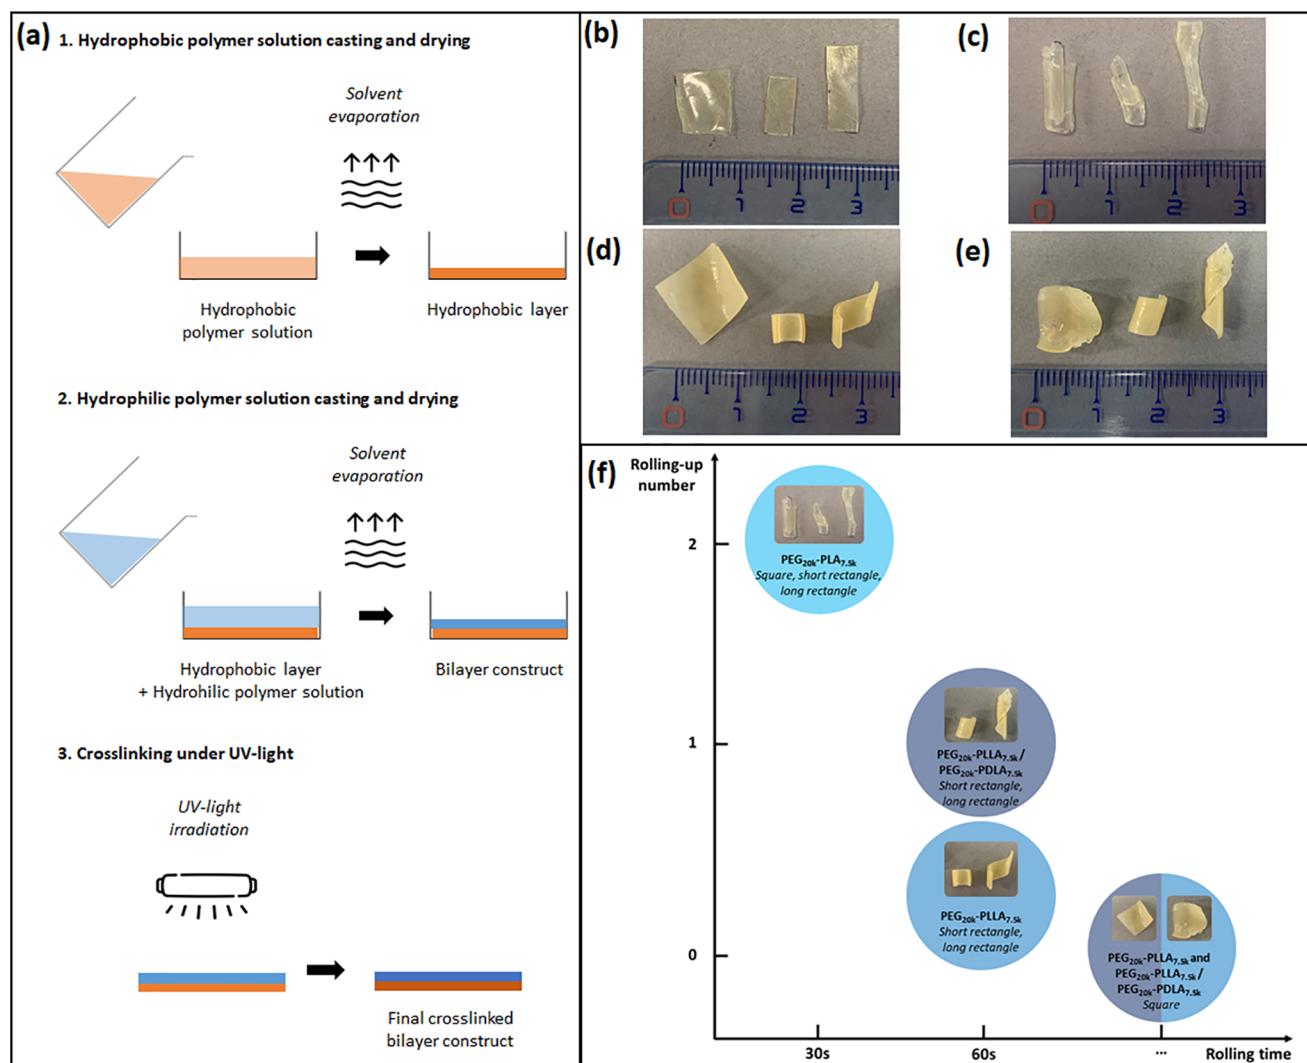 (a)
1. Hydrophobic polymer solution casting and drying
Solvent
evaporation
Hydrophobic
polymer solution
Hydrophobic layer
2. Hydrophilic polymer solution casting and drying
Solvent
evaporation
Hydrophobic layer
+ Hydrohilic polymer solution
Bilayer construct
3. Crosslinking under UV-light
UV-light
irradiation
Final crosslinked
bilayer construct
(b)
0 1 2 3
(c)
0 1 2 3
(d)
0 1 2 3
(e)
0 1 2 3
(f)
Rolling-up
number
2
1
0
PEG20k-PLA7.5k
Square, short rectangle,
long rectangle
PEG20k-PLLA7.5k/
PEG20k-PDLA7.5k
Short rectangle,
long rectangle
PEG20k-PLLA7.5k
Short rectangle,
long rectangle
PEG20k-PLLA7.5k and
PEG20k-PLLA7.5k/
PEG20k-PDLA7.5k
Square
30s
60s
...
Rolling time